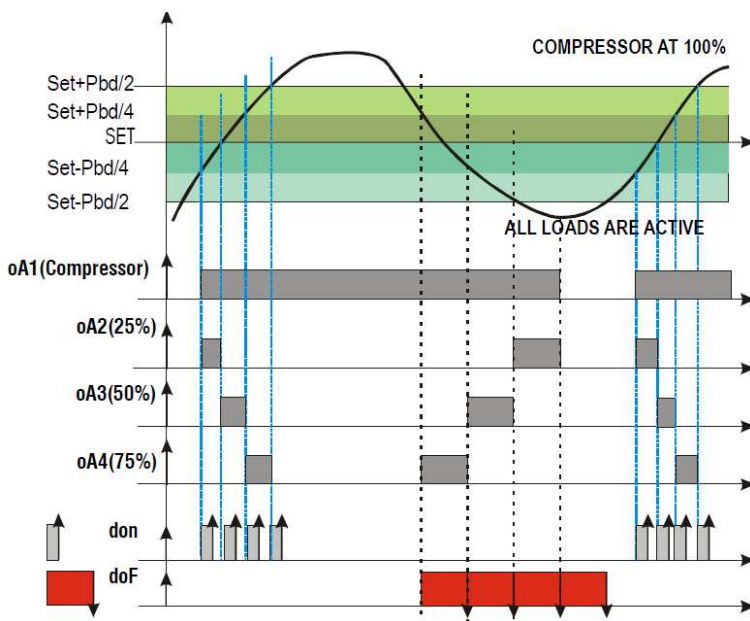 COMPRESSOR AT 100%
Set+Pbd/2
Set+Pbd/4
SET
Set-Pbd/4
Set-Pbd/2
ALL LOADS ARE ACTIVE
oA1(Compressor)
oA2(25%)
oA3(50%)
oA4(75%)
don
doF